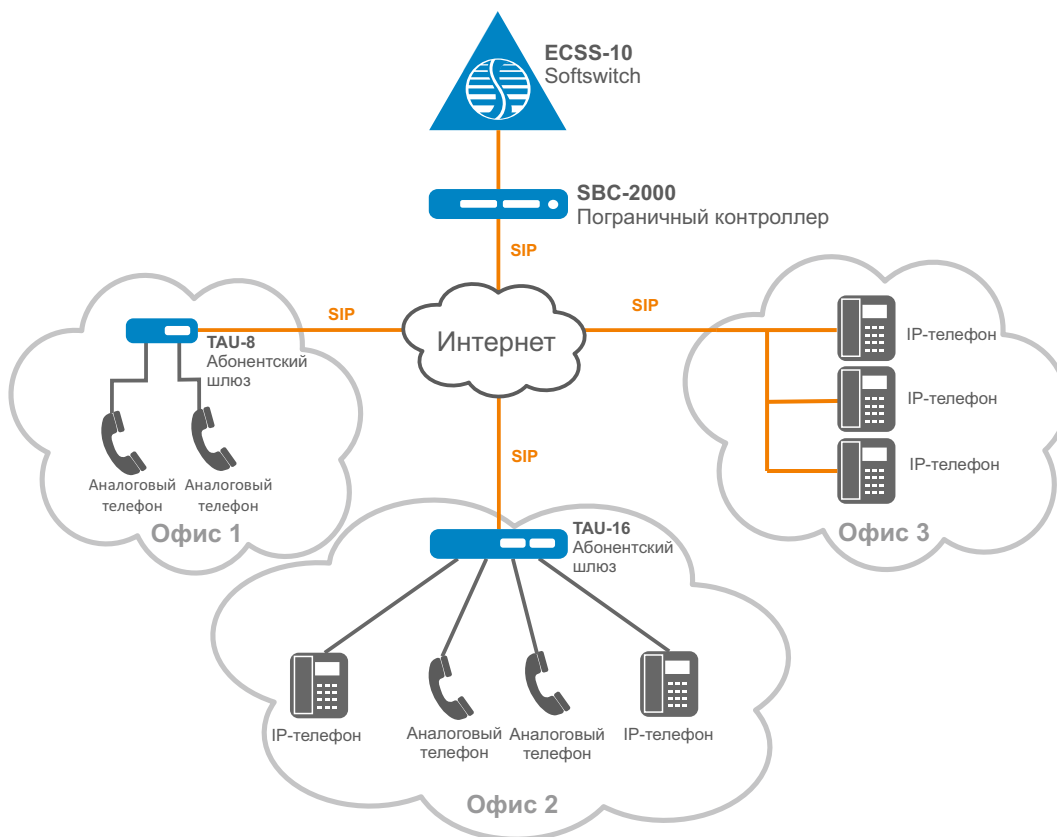 ECSS-10
Softswitch
SBC-2000
Пограничный контроллер
SIP
SIP
SIP
Интернет
TAU-8
Абонентский
шлюз
IP-телефон
IP-телефон
IP-телефон
SIP
Аналоговый
телефон
Аналоговый
телефон
Офис 1
Офис 3
TAU-16
Абонентский
шлюз
IP-телефон
Аналоговый
телефон
Аналоговый
телефон
IP-телефон
Офис 2